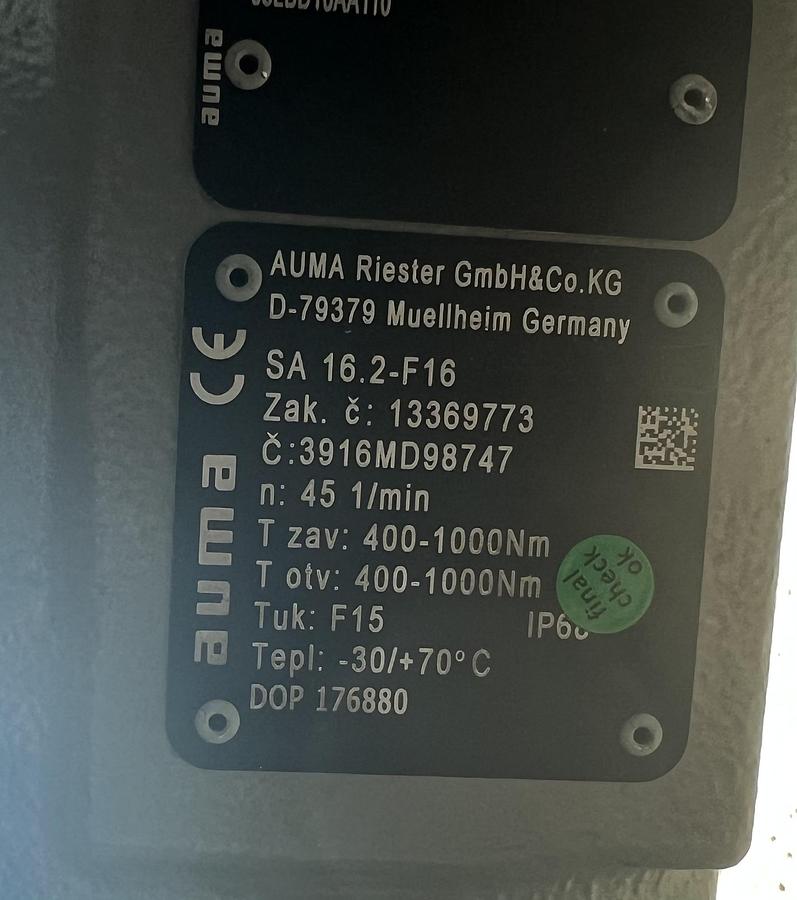 auma
AUMA Riester GmbH&Co.KG
D-79379 Muellheim Germany
CE
SA 16.2-F16
Zak. č: 13369773
Č:3916MD98747
n: 45 1/min
T zav: 400-1000Nm
T otv: 400-1000Nm
Tuk: F15
Tepl: -30/+70°C
DOP 176880
auma
final
check
ok